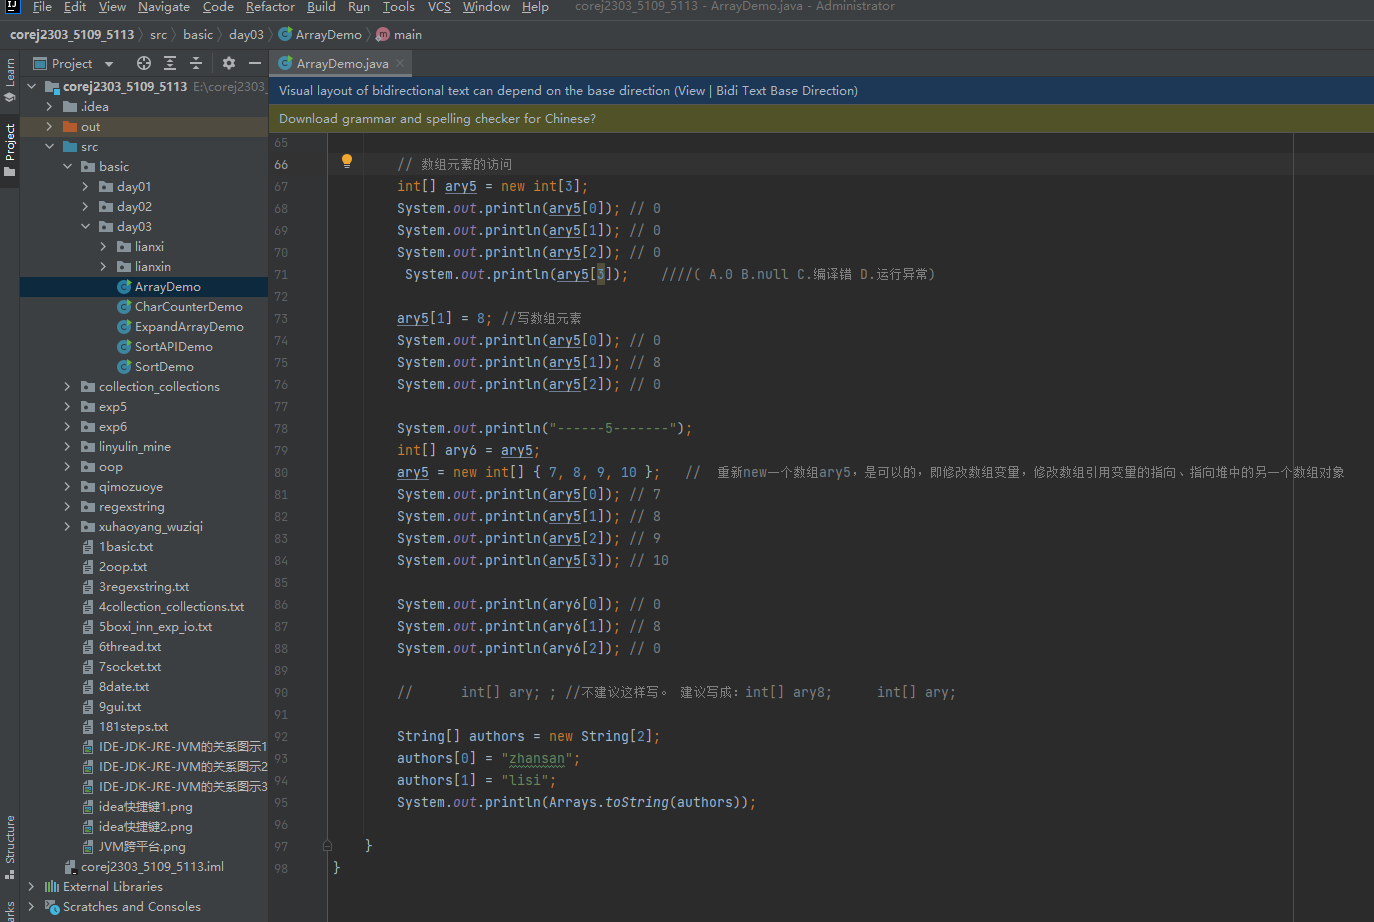 File Edit View Navigate Code Refactor Build Run Tools VCS Window Help corej2303_5109_5113 - ArrayDemo.java - Administrator
corej2303_5109_5113 src basic day03 ArrayDemo main
Project
ArrayDemo.java
Learn
Project
Structure
corej2303_5109_5113 E:\corej2303_
.idea
out
src
basic
day01
day02
day03
lianxi
lianxin
ArrayDemo
CharCounterDemo
ExpandArrayDemo
SortAPIDemo
SortDemo
collection_collections
exp5
exp6
linyulin_mine
oop
qimozuoye
regexstring
xuhaoyang_wuziqi
1basic.txt
2oop.txt
3regexstring.txt
4collection_collections.txt
5boxi_inn_exp_io.txt
6thread.txt
7socket.txt
8date.txt
9gui.txt
181steps.txt
IDE-JDK-JRE-JVM的关系图示1
IDE-JDK-JRE-JVM的关系图示2
IDE-JDK-JRE-JVM的关系图示3
idea快捷键1.png
idea快捷键2.png
JVM跨平台.png
corej2303_5109_5113.iml
External Libraries
Scratches and Consoles
Visual layout of bidirectional text can depend on the base direction (View | Bidi Text Base Direction)
Download grammar and spelling checker for Chinese?
65
66 // 数组元素的访问
67 int[] ary5 = new int[3];
68 System.out.println(ary5[0]); // 0
69 System.out.println(ary5[1]); // 0
70 System.out.println(ary5[2]); // 0
71 System.out.println(ary5[3]); ////( A.0 B.null C.编译错 D.运行异常)
72
73 ary5[1] = 8; //写数组元素
74 System.out.println(ary5[0]); // 0
75 System.out.println(ary5[1]); // 8
76 System.out.println(ary5[2]); // 0
77
78 System.out.println("------5-------");
79 int[] ary6 = ary5;
80 ary5 = new int[] { 7, 8, 9, 10 }; // 重新new一个数组ary5，是可以的，即修改数组变量，修改数组引用变量的指向、指向堆中的另一个数组对象
81 System.out.println(ary5[0]); // 7
82 System.out.println(ary5[1]); // 8
83 System.out.println(ary5[2]); // 9
84 System.out.println(ary5[3]); // 10
85
86 System.out.println(ary6[0]); // 0
87 System.out.println(ary6[1]); // 8
88 System.out.println(ary6[2]); // 0
89
90 // int[] ary; ; //不建议这样写。 建议写成：int[] ary8; int[] ary;
91
92 String[] authors = new String[2];
93 authors[0] = "zhansan";
94 authors[1] = "lisi";
95 System.out.println(Arrays.toString(authors));
96
97 }
98 }